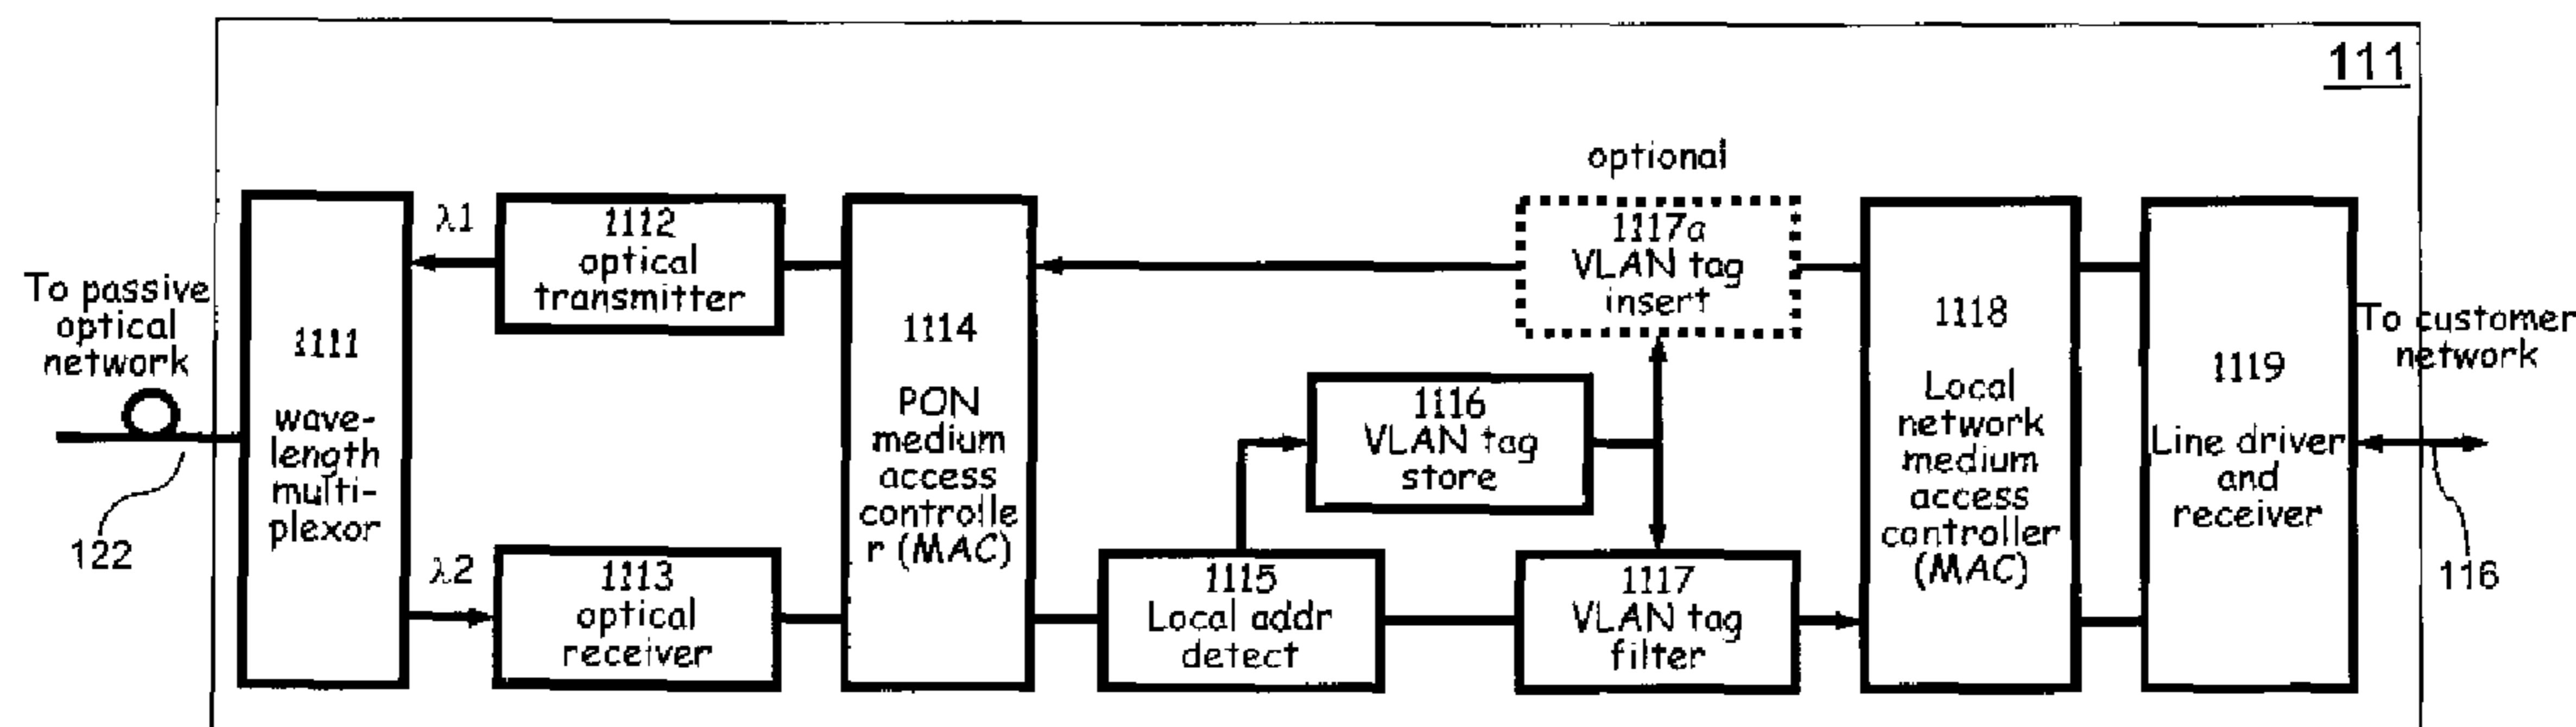 111
optional
To passive
optical
network
122
1111
wave-
length
multi-
plexor
λ1
1112
optical
transmitter
λ2
1113
optical
receiver
1114
PON
medium
access
controlle
r (MAC)
1117a
VLAN tag
insert
1116
VLAN tag
store
1115
Local addr
detect
1117
VLAN tag
filter
1118
Local
network
medium
access
controller
(MAC)
1119
Line driver
and
receiver
To customer
network
116